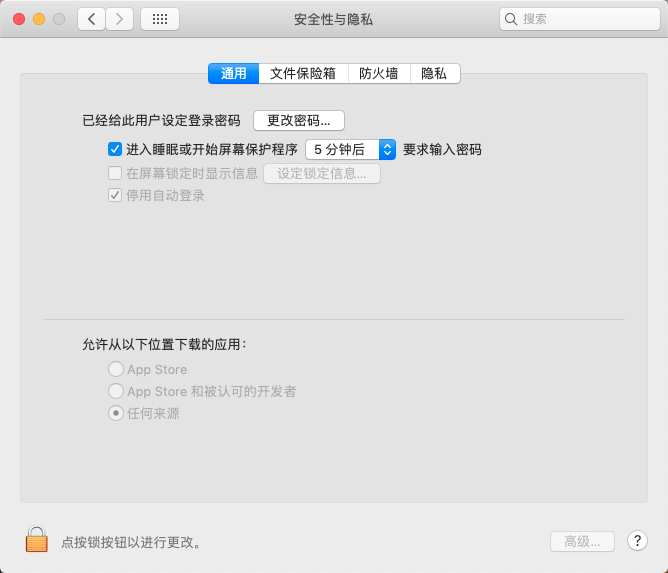 安全性与隐私
搜索
通用 文件保险箱 防火墙 隐私
已经给此用户设定登录密码 更改密码...
进入睡眠或开始屏幕保护程序 5 分钟后 要求输入密码
在屏幕锁定时显示信息 设定锁定信息...
停用自动登录
允许从以下位置下载的应用：
App Store
App Store 和被认可的开发者
任何来源
点按锁按钮以进行更改。
高级... ?